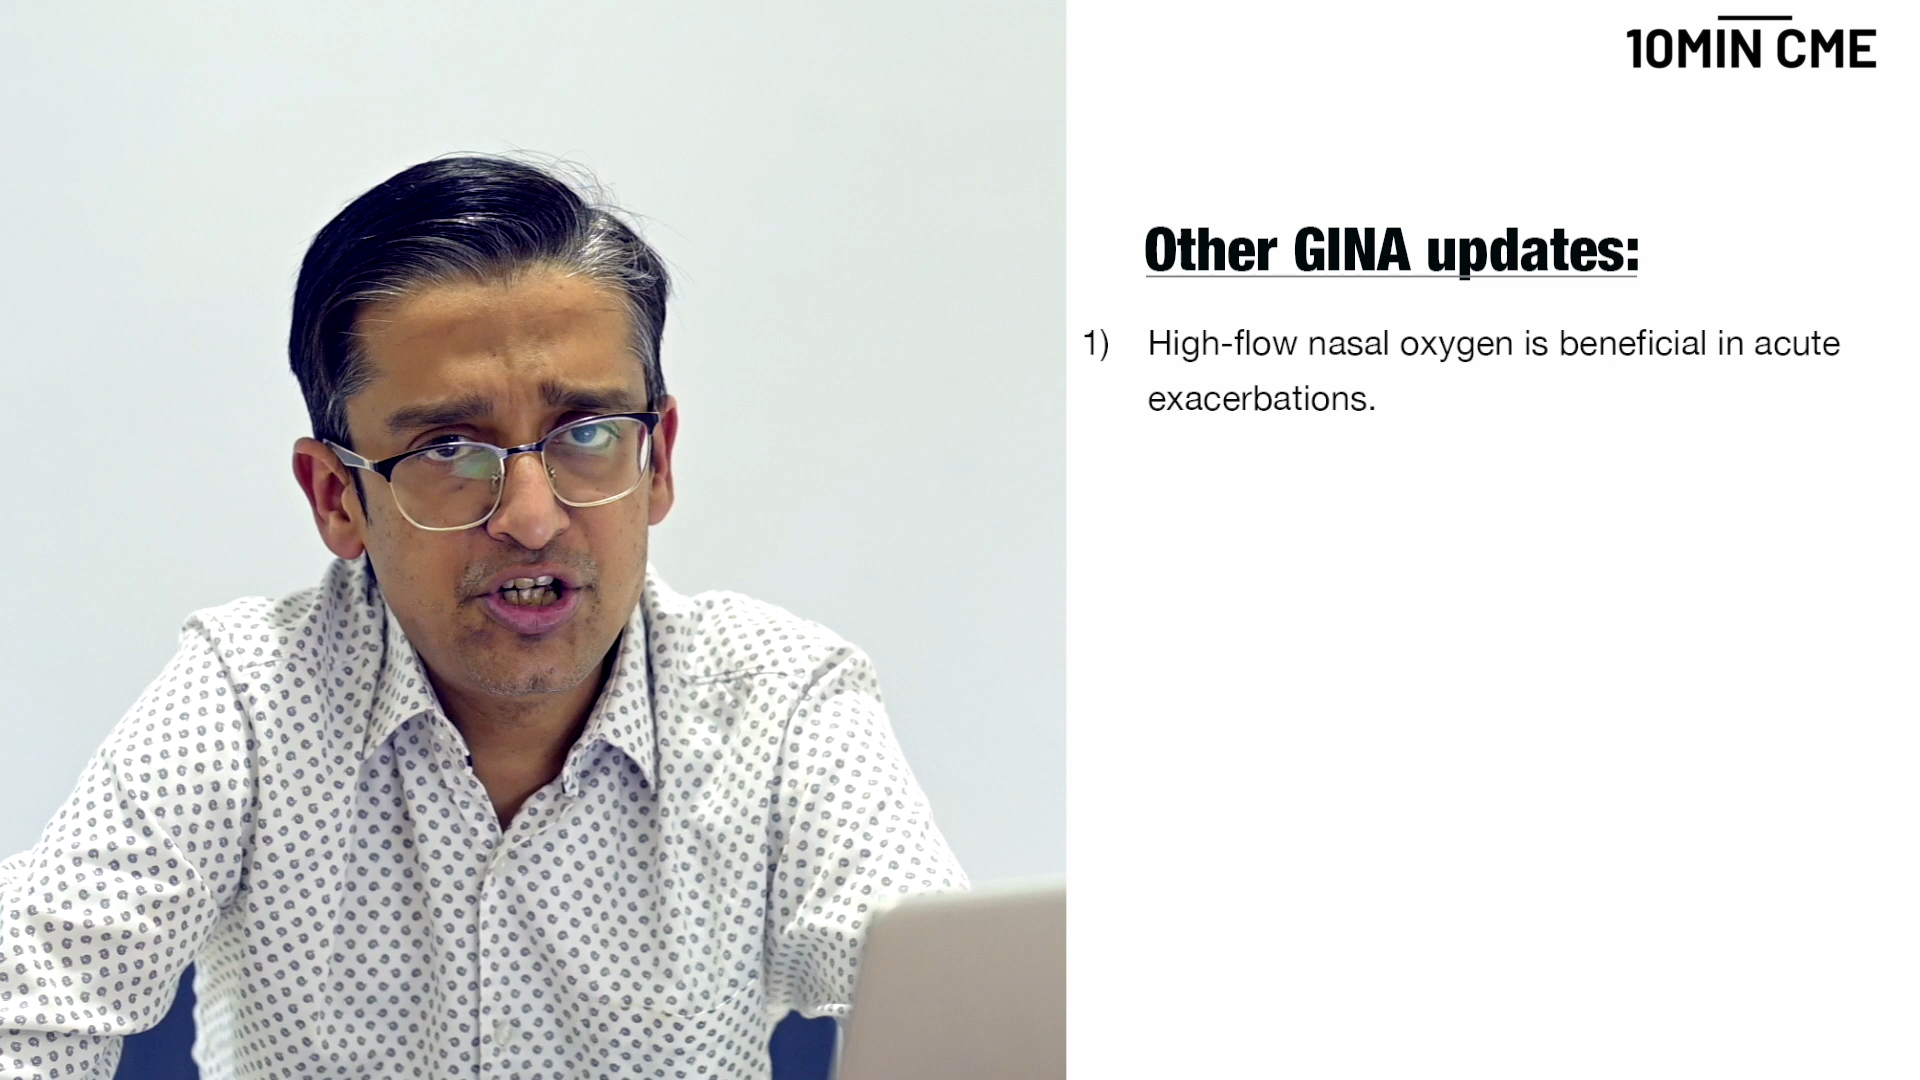 10MIN CME
Other GINA updates:
1) High-flow nasal oxygen is beneficial in acute
exacerbations.